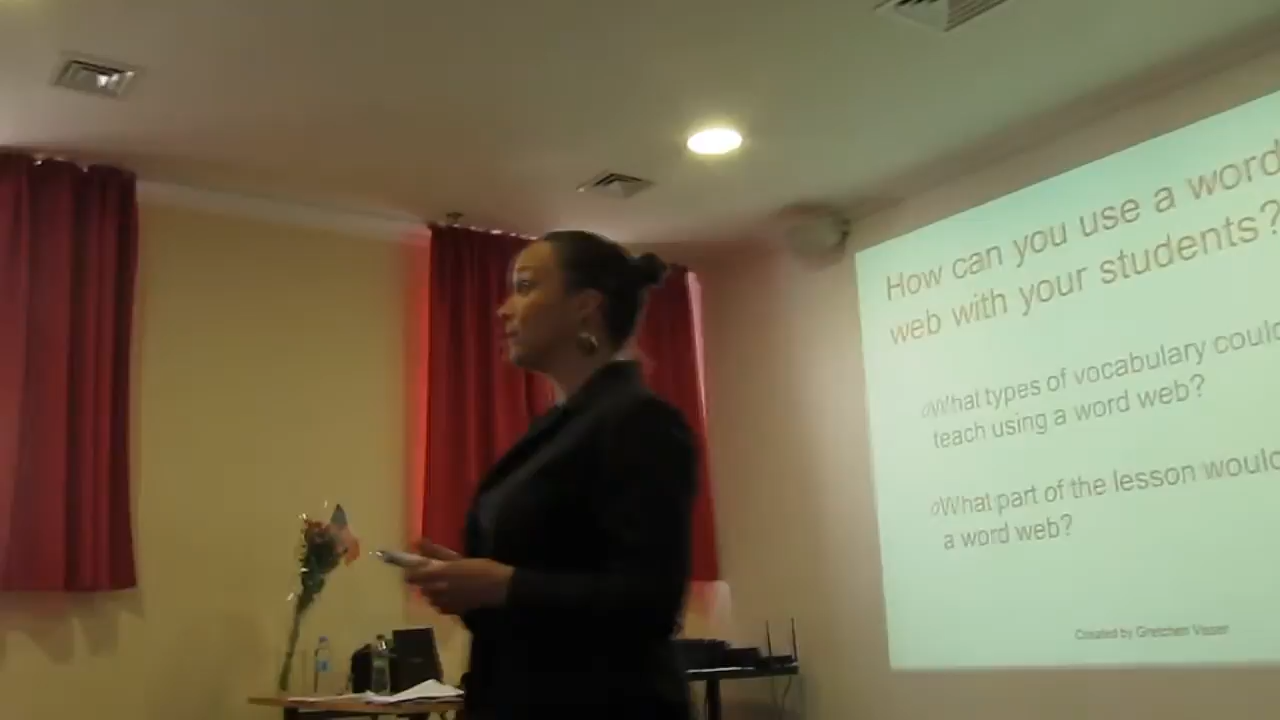 How can you use a word
web with your students?
What types of vocabulary could
teach using a word web?
What part of the lesson would
a word web?
Created by Gretchen Visser